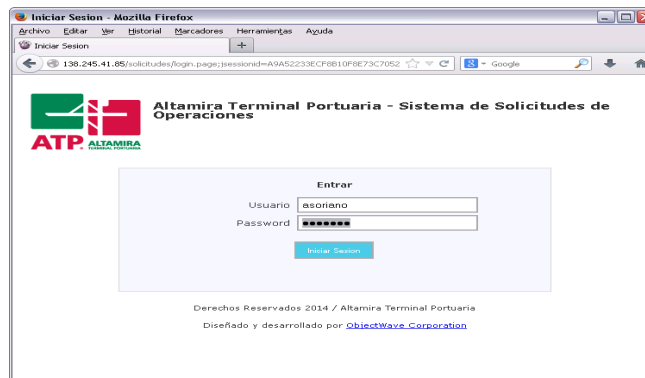 Iniciar Sesion - Mozilla Firefox
Archivo Editar Ver Historial Marcadores Herramientas Ayuda
Iniciar Sesion
138.245.41.85/solicitudes/login.page;jsessionid=A9A52233ECF8B10F8E73C7052
Google
Altamira Terminal Portuaria - Sistema de Solicitudes de
Operaciones
ATP ALTAMIRA
TERMINAL PORTUARIA
Entrar
Usuario asoriano
Password
Iniciar Sesion
Derechos Reservados 2014 / Altamira Terminal Portuaria
Diseñado y desarrollado por ObjectWave Corporation